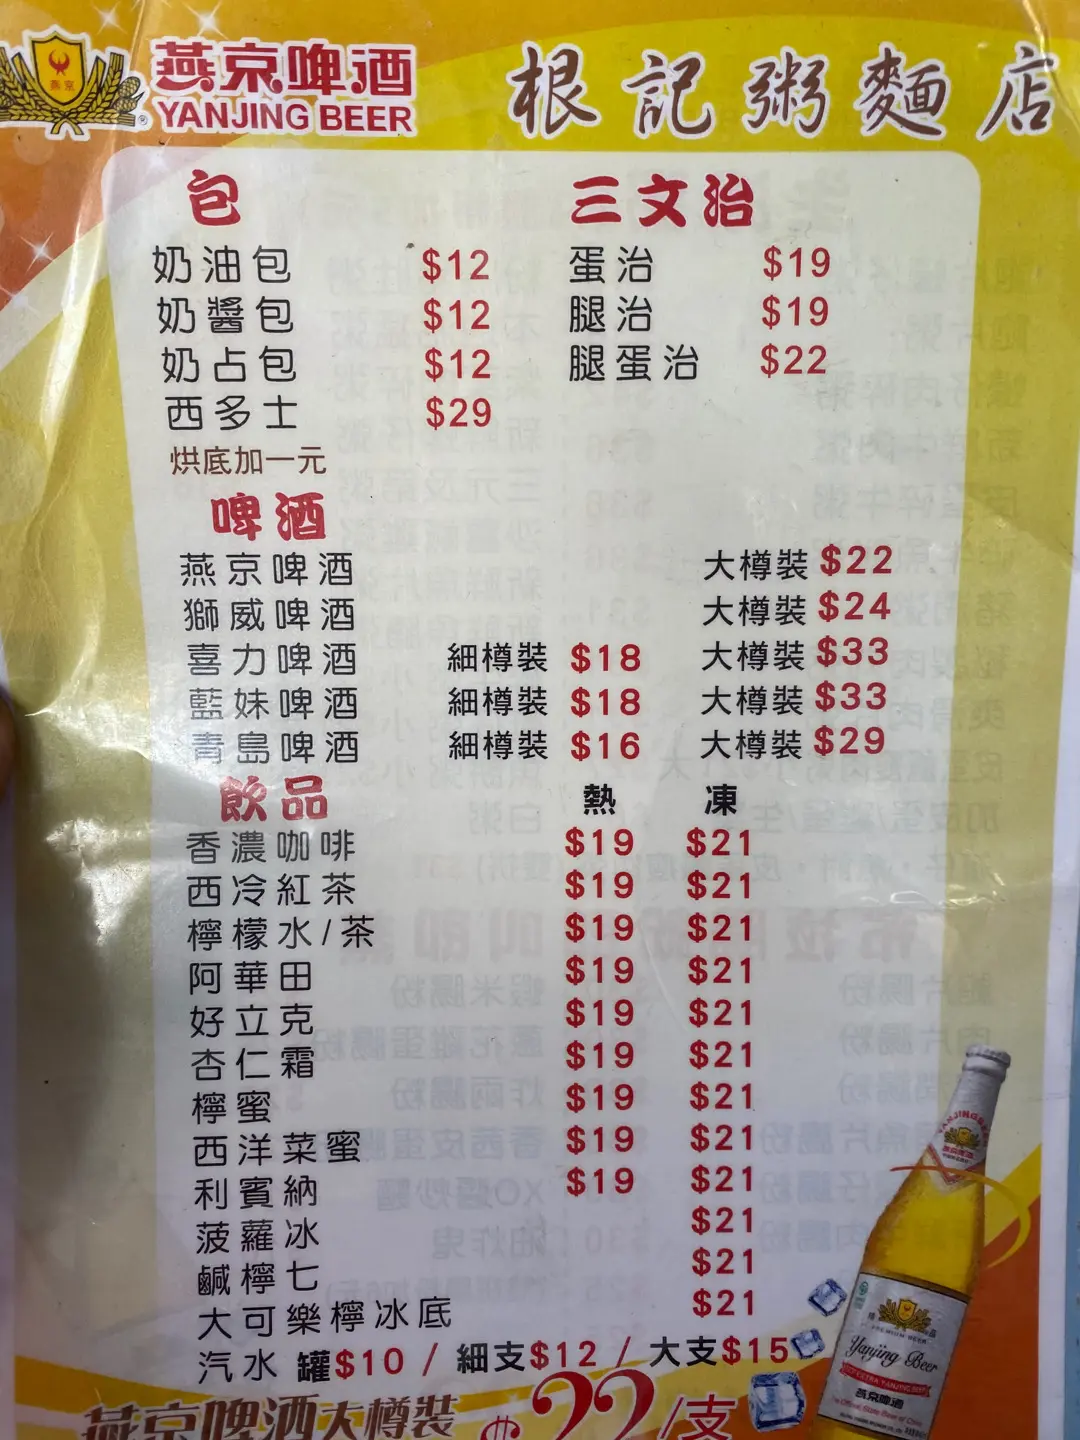 燕京啤酒
YANJING BEER
根記粥麵店
包 三文治
奶油包 $12 蛋治 $19
奶醬包 $12 腿治 $19
奶占包 $12 腿蛋治 $22
西多士 $29
烘底加一元
啤酒
燕京啤酒 大樽裝 $22
獅威啤酒 大樽裝 $24
喜力啤酒 細樽裝 $18 大樽裝 $33
藍妹啤酒 細樽裝 $18 大樽裝 $33
青島啤酒 細樽裝 $16 大樽裝 $29
飲品 熱 凍
香濃咖啡 $19 $21
西冷紅茶 $19 $21
檸檬水/茶 $19 $21
阿華田 $19 $21
好立克 $19 $21
杏仁霜 $19 $21
檸蜜 $19 $21
西洋菜蜜 $19 $21
利賓納 $19 $21
菠蘿冰 $21
鹹檸七 $21
大可樂檸冰底 $21
汽水 罐$10 / 細支$12 / 大支$15
燕京啤酒大樽裝 $22/支
PREMIUM BEER
Yanjing Beer
燕京啤酒